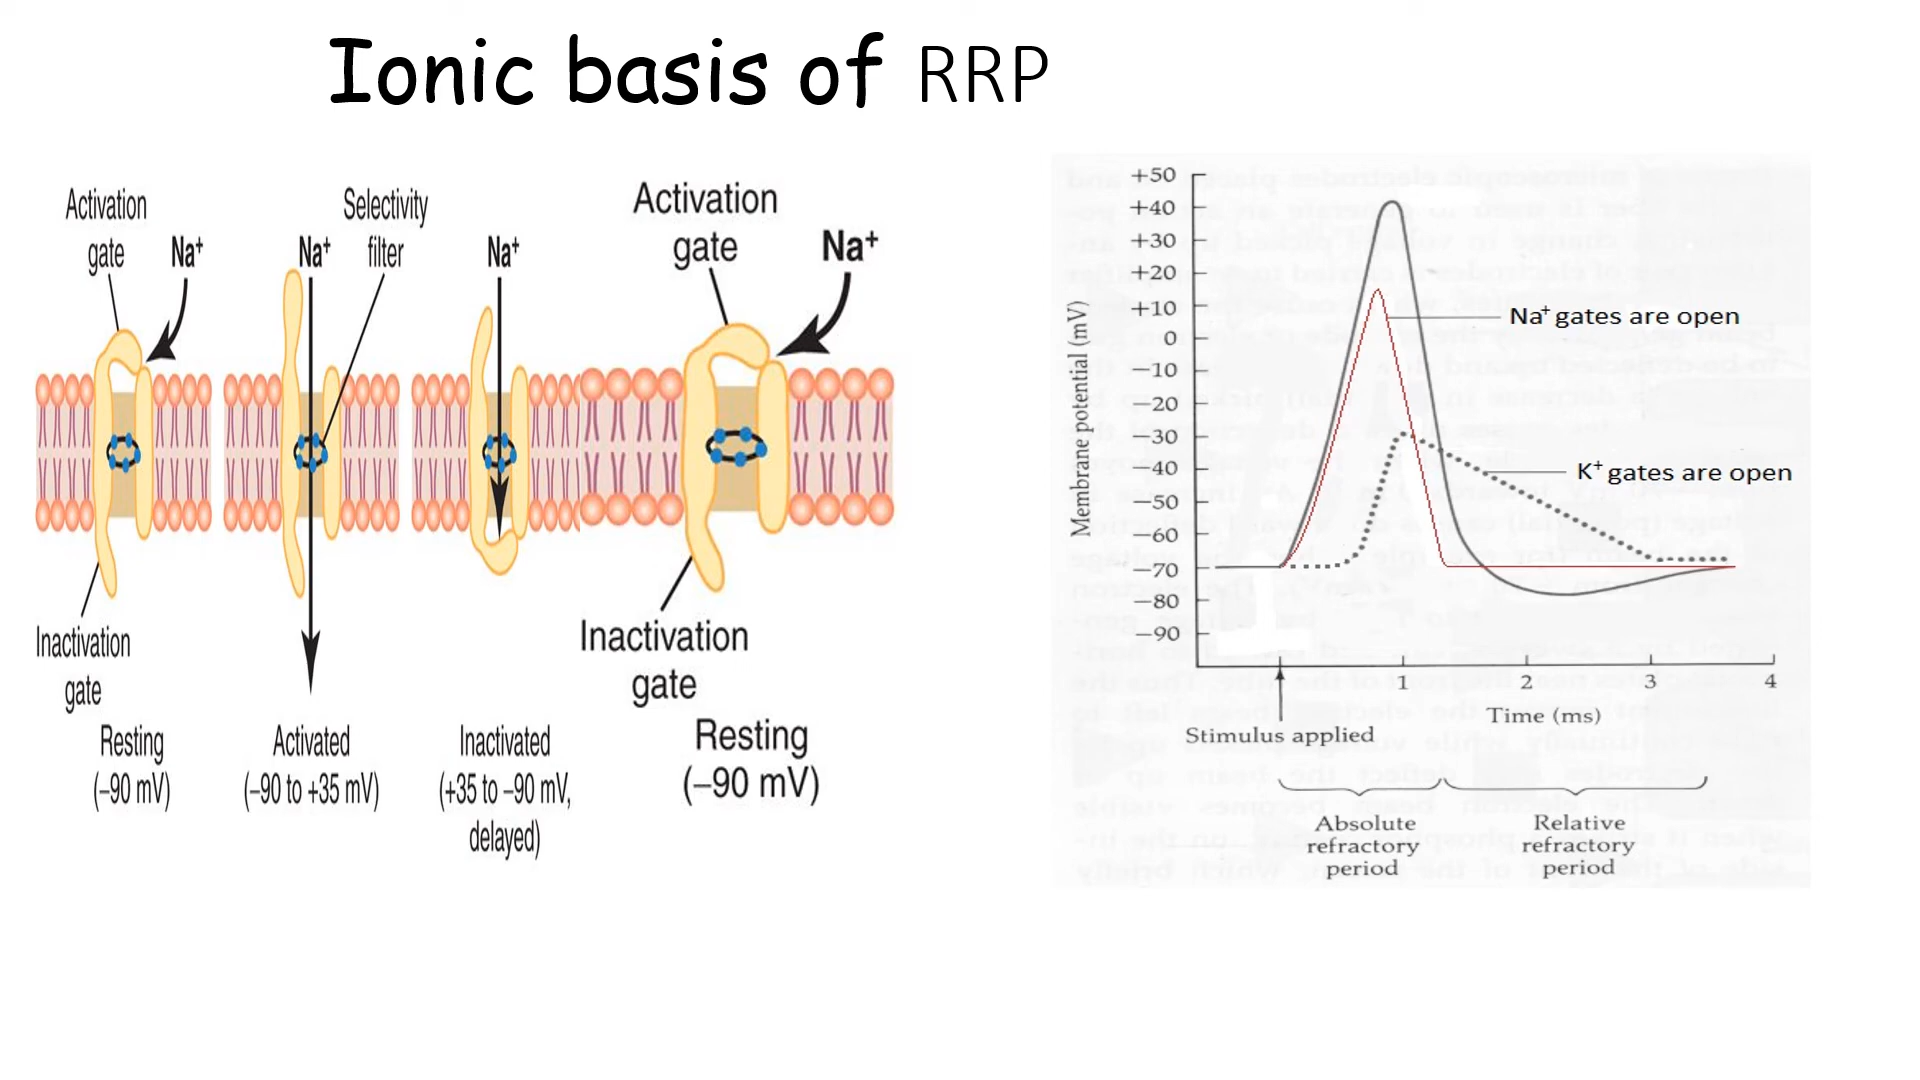 Ionic basis of RRP
Activation
gate
Na⁺
Na⁺
Selectivity
filter
Na⁺
Activation
gate
Na⁺
Inactivation
gate
Resting
(–90 mV)
Activated
(–90 to +35 mV)
Inactivated
(+35 to –90 mV,
delayed)
Inactivation
gate
Resting
(–90 mV)
Membrane potential (mV)
+50
+40
+30
+20
+10
0
−10
−20
−30
−40
−50
−60
−70
−80
−90
Na⁺ gates are open
K⁺ gates are open
1
2
3
4
Time (ms)
Stimulus applied
Absolute
refractory
period
Relative
refractory
period